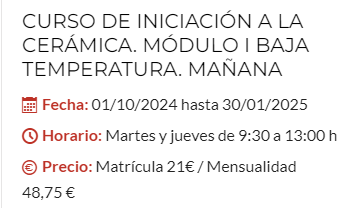 CURSO DE INICIACIÓN A LA
CERÁMICA. MÓDULO I BAJA
TEMPERATURA. MAÑANA
Fecha: 01/10/2024 hasta 30/01/2025
Horario: Martes y jueves de 9:30 a 13:00 h
Precio: Matrícula 21€ / Mensualidad
48,75 €